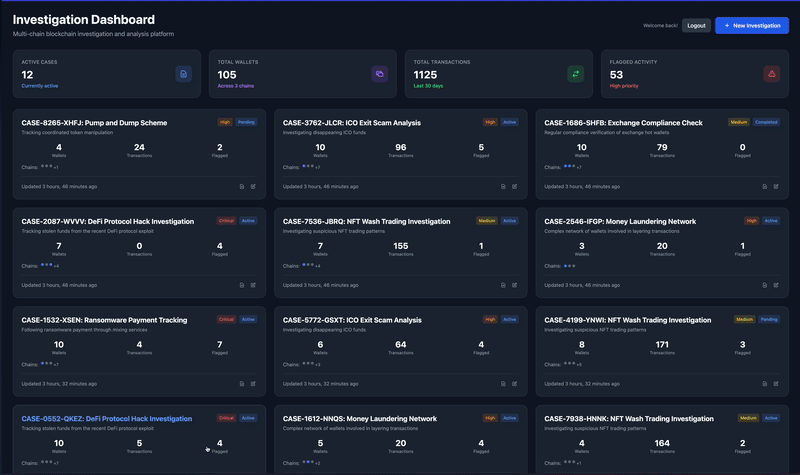 Investigation Dashboard
Multi-chain blockchain investigation and analysis platform
Welcome back!
Logout
+ New Investigation
ACTIVE CASES
12
Currently active
TOTAL WALLETS
105
Across 3 chains
TOTAL TRANSACTIONS
1125
Last 30 days
FLAGGED ACTIVITY
53
High priority
CASE-8265-XHFJ: Pump and Dump Scheme
High Pending
Tracking coordinated token manipulation
4 24 2
Wallets Transactions Flagged
Chains: +1
Updated 3 hours, 46 minutes ago
CASE-3762-JLCR: ICO Exit Scam Analysis
High Active
Investigating disappearing ICO funds
10 96 5
Wallets Transactions Flagged
Chains: +7
Updated 3 hours, 46 minutes ago
CASE-1686-SHFB: Exchange Compliance Check
Medium Completed
Regular compliance verification of exchange hot wallets
10 79 0
Wallets Transactions Flagged
Chains: +7
Updated 3 hours, 46 minutes ago
CASE-2087-WVVV: DeFi Protocol Hack Investigation
Critical Active
Tracking stolen funds from the recent DeFi protocol exploit
7 0 4
Wallets Transactions Flagged
Chains: +4
Updated 3 hours, 46 minutes ago
CASE-7536-JBRQ: NFT Wash Trading Investigation
Medium Active
Investigating suspicious NFT trading patterns
7 155 1
Wallets Transactions Flagged
Chains: +4
Updated 3 hours, 46 minutes ago
CASE-2546-IFGP: Money Laundering Network
High Active
Complex network of wallets involved in layering transactions
3 20 1
Wallets Transactions Flagged
Chains:
Updated 3 hours, 46 minutes ago
CASE-1532-XSEN: Ransomware Payment Tracking
Critical Active
Following ransomware payment through mixing services
10 4 7
Wallets Transactions Flagged
Chains: +7
Updated 3 hours, 32 minutes ago
CASE-5772-GSXT: ICO Exit Scam Analysis
High Active
Investigating disappearing ICO funds
6 64 4
Wallets Transactions Flagged
Chains: +3
Updated 3 hours, 32 minutes ago
CASE-4199-YNWI: NFT Wash Trading Investigation
Medium Pending
Investigating suspicious NFT trading patterns
8 171 3
Wallets Transactions Flagged
Chains: +5
Updated 3 hours, 32 minutes ago
CASE-0552-QKEZ: DeFi Protocol Hack Investigation
Critical Active
Tracking stolen funds from the recent DeFi protocol exploit
10 5 4
Wallets Transactions Flagged
Chains: +7
CASE-1612-NNQS: Money Laundering Network
High Active
Complex network of wallets involved in layering transactions
5 20 4
Wallets Transactions Flagged
Chains: +2
CASE-7938-HNNK: NFT Wash Trading Investigation
Medium Active
Investigating suspicious NFT trading patterns
4 164 2
Wallets Transactions Flagged
Chains: +1